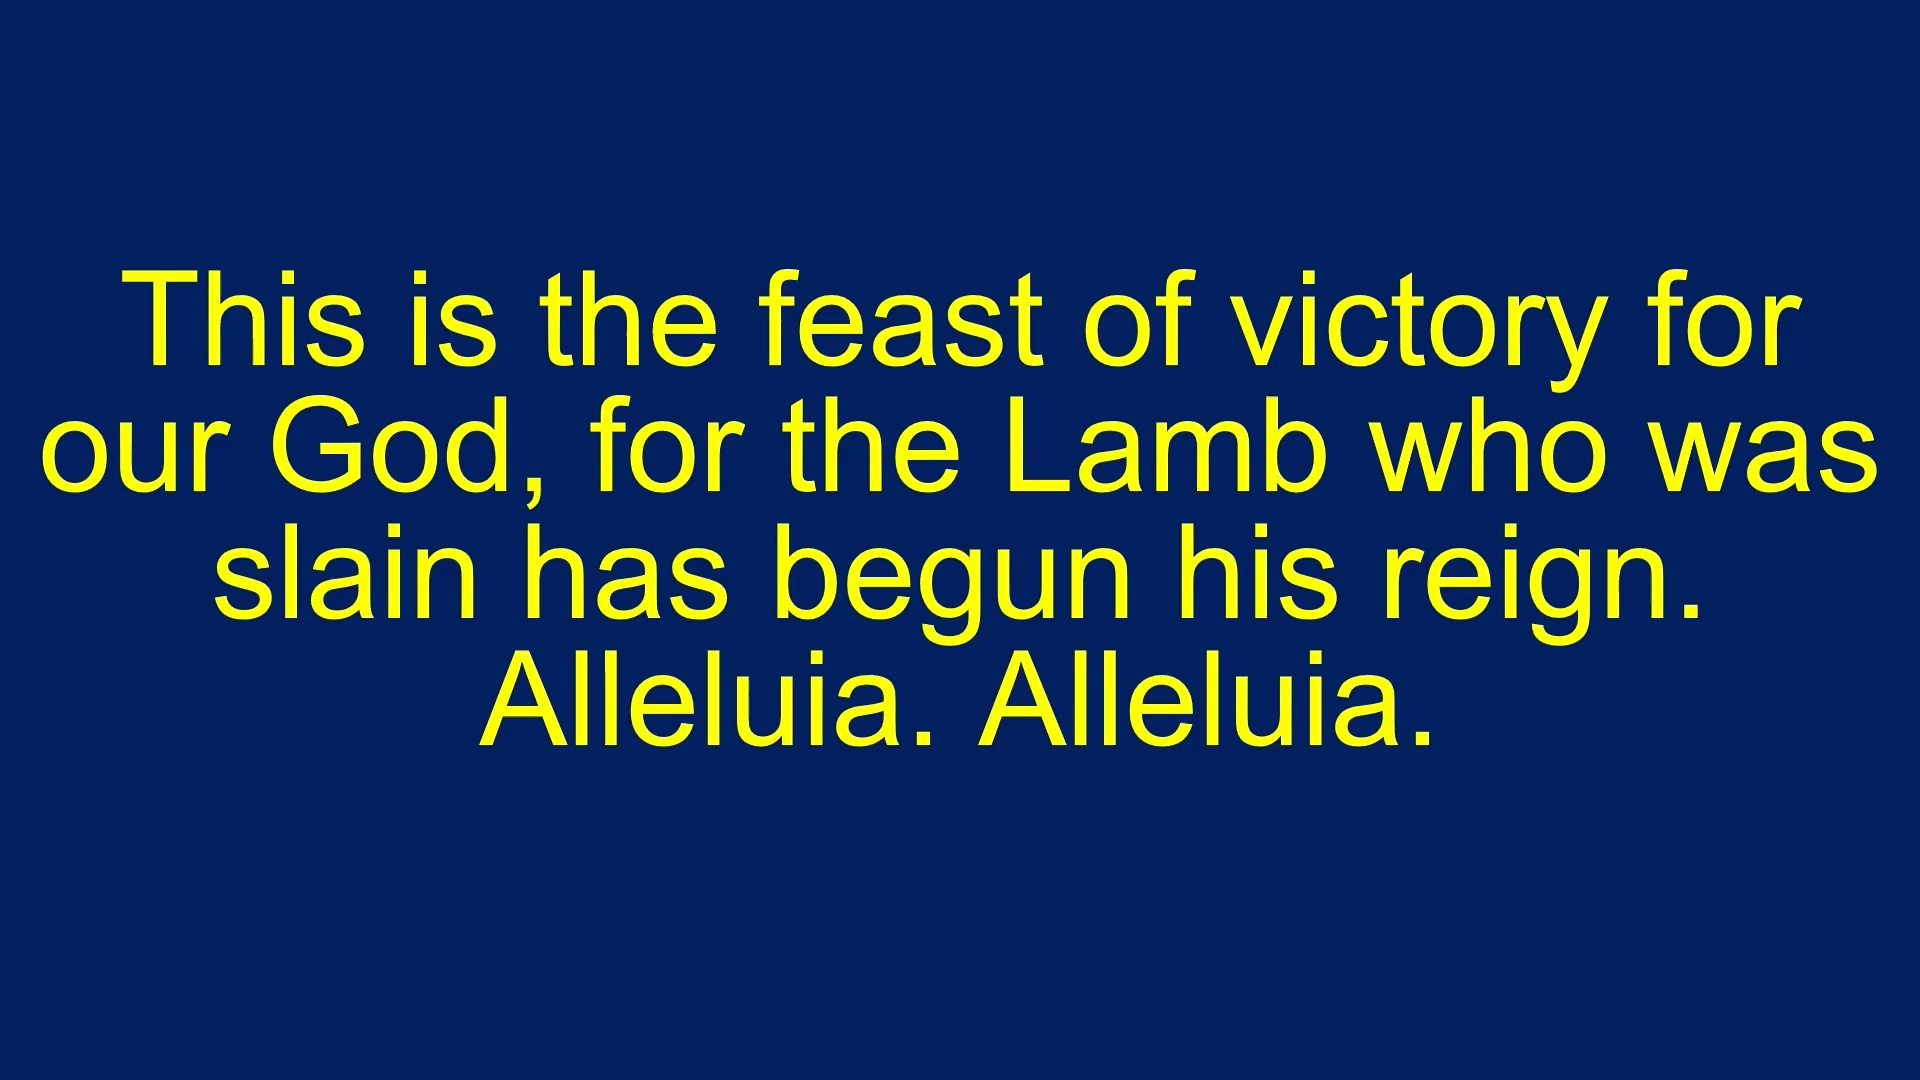 This is the feast of victory for
our God, for the Lamb who was
slain has begun his reign.
Alleluia. Alleluia.